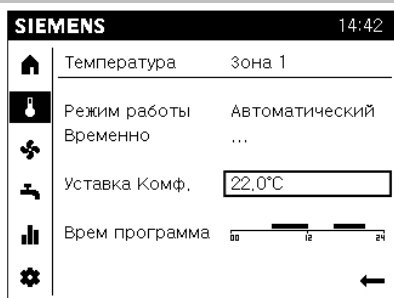 SIEMENS 14:42
Температура Зона 1
Режим работы Автоматический
Временно ...
Уставка Комф. 22,0°C
Врем программа
00 12 24